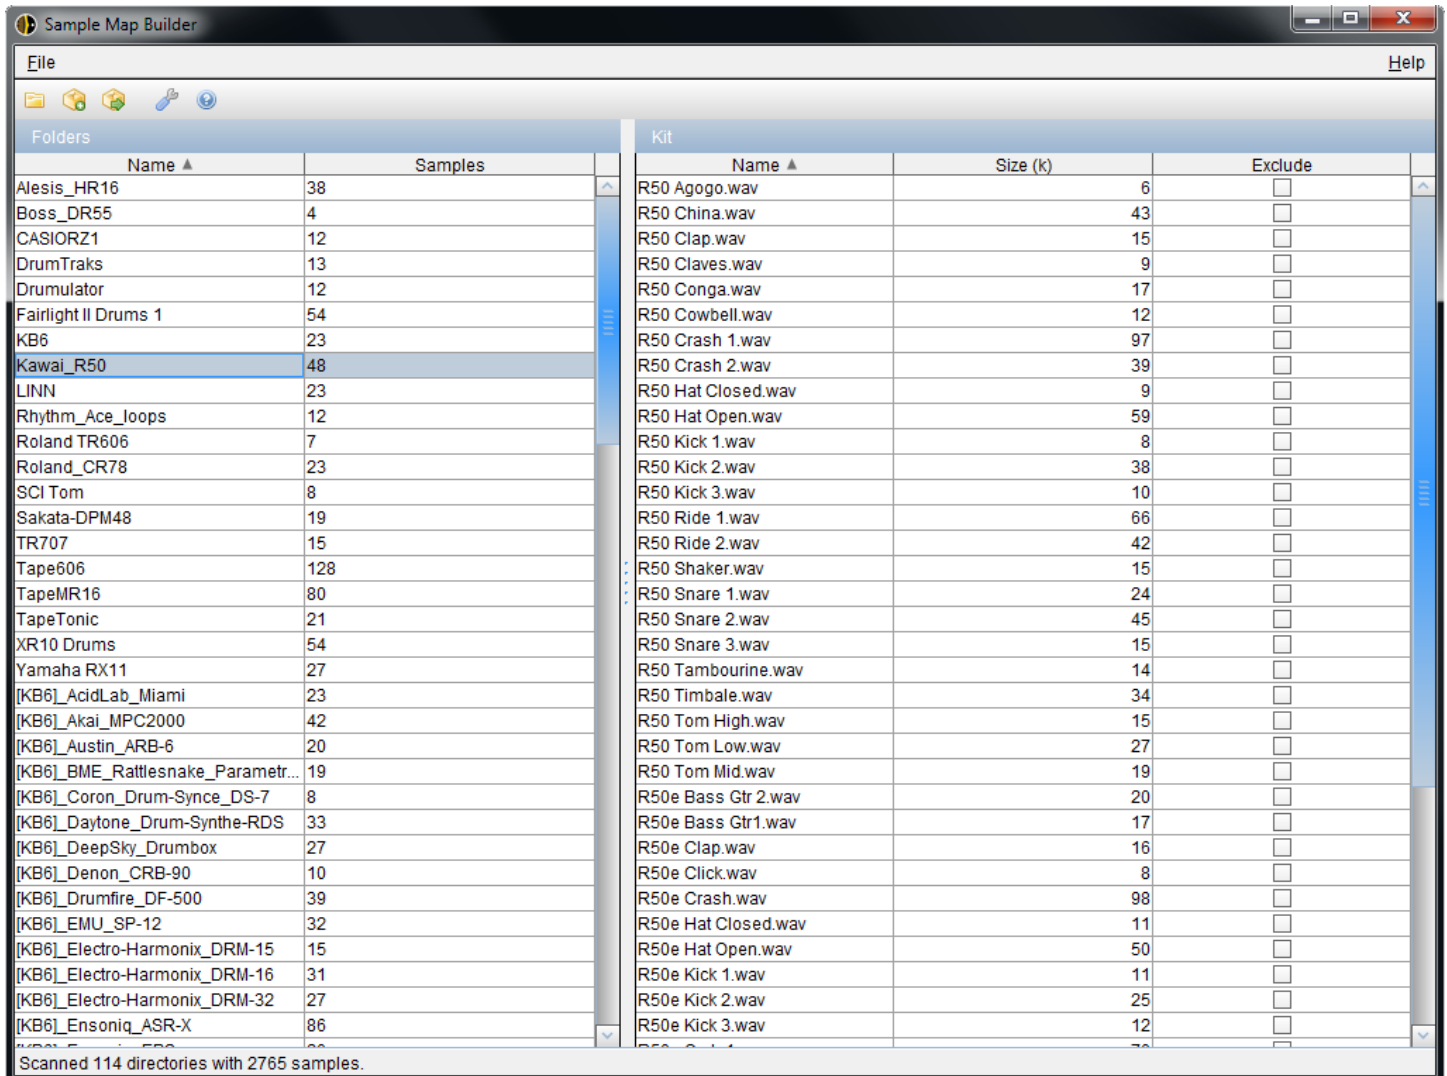 Sample Map Builder
File Help
Folders
Name Samples
Alesis_HR16 38
Boss_DR55 4
CASIORZ1 12
DrumTraks 13
Drumulator 12
Fairlight II Drums 1 54
KB6 23
Kawai_R50 48
LINN 23
Rhythm_Ace_loops 12
Roland TR606 7
Roland_CR78 23
SCI Tom 8
Sakata-DPM48 19
TR707 15
Tape606 128
TapeMR16 80
TapeTonic 21
XR10 Drums 54
Yamaha RX11 27
[KB6]_AcidLab_Miami 23
[KB6]_Akai_MPC2000 42
[KB6]_Austin_ARB-6 20
[KB6]_BME_Rattlesnake_Parametr... 19
[KB6]_Coron_Drum-Synce_DS-7 8
[KB6]_Daytone_Drum-Synthe-RDS 33
[KB6]_DeepSky_Drumbox 27
[KB6]_Denon_CRB-90 10
[KB6]_Drumfire_DF-500 39
[KB6]_EMU_SP-12 32
[KB6]_Electro-Harmonix_DRM-15 15
[KB6]_Electro-Harmonix_DRM-16 31
[KB6]_Electro-Harmonix_DRM-32 27
[KB6]_Ensoniq_ASR-X 86
Kit
Name Size (k) Exclude
R50 Agogo.wav 6
R50 China.wav 43
R50 Clap.wav 15
R50 Claves.wav 9
R50 Conga.wav 17
R50 Cowbell.wav 12
R50 Crash 1.wav 97
R50 Crash 2.wav 39
R50 Hat Closed.wav 9
R50 Hat Open.wav 59
R50 Kick 1.wav 8
R50 Kick 2.wav 38
R50 Kick 3.wav 10
R50 Ride 1.wav 66
R50 Ride 2.wav 42
R50 Shaker.wav 15
R50 Snare 1.wav 24
R50 Snare 2.wav 45
R50 Snare 3.wav 15
R50 Tambourine.wav 14
R50 Timbale.wav 34
R50 Tom High.wav 15
R50 Tom Low.wav 27
R50 Tom Mid.wav 19
R50e Bass Gtr 2.wav 20
R50e Bass Gtr1.wav 17
R50e Clap.wav 16
R50e Click.wav 8
R50e Crash.wav 98
R50e Hat Closed.wav 11
R50e Hat Open.wav 50
R50e Kick 1.wav 11
R50e Kick 2.wav 25
R50e Kick 3.wav 12
Scanned 114 directories with 2765 samples.